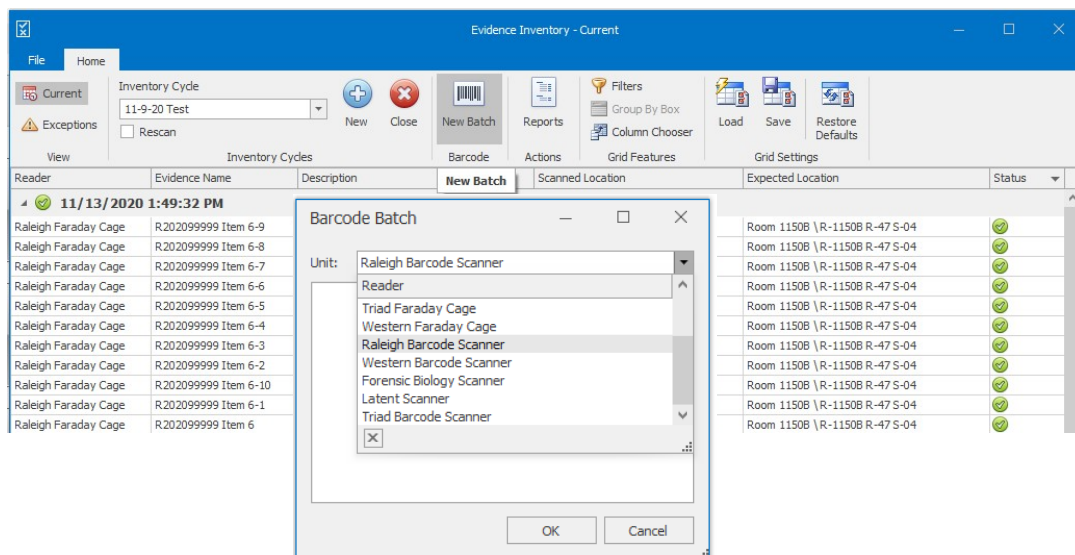 Evidence Inventory - Current
File Home
Current
Exceptions
View
Inventory Cycle
11-9-20 Test
Rescan
Inventory Cycles
New
Close
New Batch
Barcode
Reports
Actions
Filters
Group By Box
Column Chooser
Grid Features
Load
Save
Restore
Defaults
Grid Settings
Reader Evidence Name Description Scanned Location Expected Location Status
New Batch
11/13/2020 1:49:32 PM
Raleigh Faraday Cage R202099999 Item 6-9 Room 1150B \ R-1150B R-47 S-04
Raleigh Faraday Cage R202099999 Item 6-8 Room 1150B \ R-1150B R-47 S-04
Raleigh Faraday Cage R202099999 Item 6-7 Room 1150B \ R-1150B R-47 S-04
Raleigh Faraday Cage R202099999 Item 6-6 Room 1150B \ R-1150B R-47 S-04
Raleigh Faraday Cage R202099999 Item 6-5 Room 1150B \ R-1150B R-47 S-04
Raleigh Faraday Cage R202099999 Item 6-4 Room 1150B \ R-1150B R-47 S-04
Raleigh Faraday Cage R202099999 Item 6-3 Room 1150B \ R-1150B R-47 S-04
Raleigh Faraday Cage R202099999 Item 6-2 Room 1150B \ R-1150B R-47 S-04
Raleigh Faraday Cage R202099999 Item 6-10 Room 1150B \ R-1150B R-47 S-04
Raleigh Faraday Cage R202099999 Item 6-1 Room 1150B \ R-1150B R-47 S-04
Raleigh Faraday Cage R202099999 Item 6 Room 1150B \ R-1150B R-47 S-04
Barcode Batch
Unit: Raleigh Barcode Scanner
Reader
Triad Faraday Cage
Western Faraday Cage
Raleigh Barcode Scanner
Western Barcode Scanner
Forensic Biology Scanner
Latent Scanner
Triad Barcode Scanner
OK Cancel